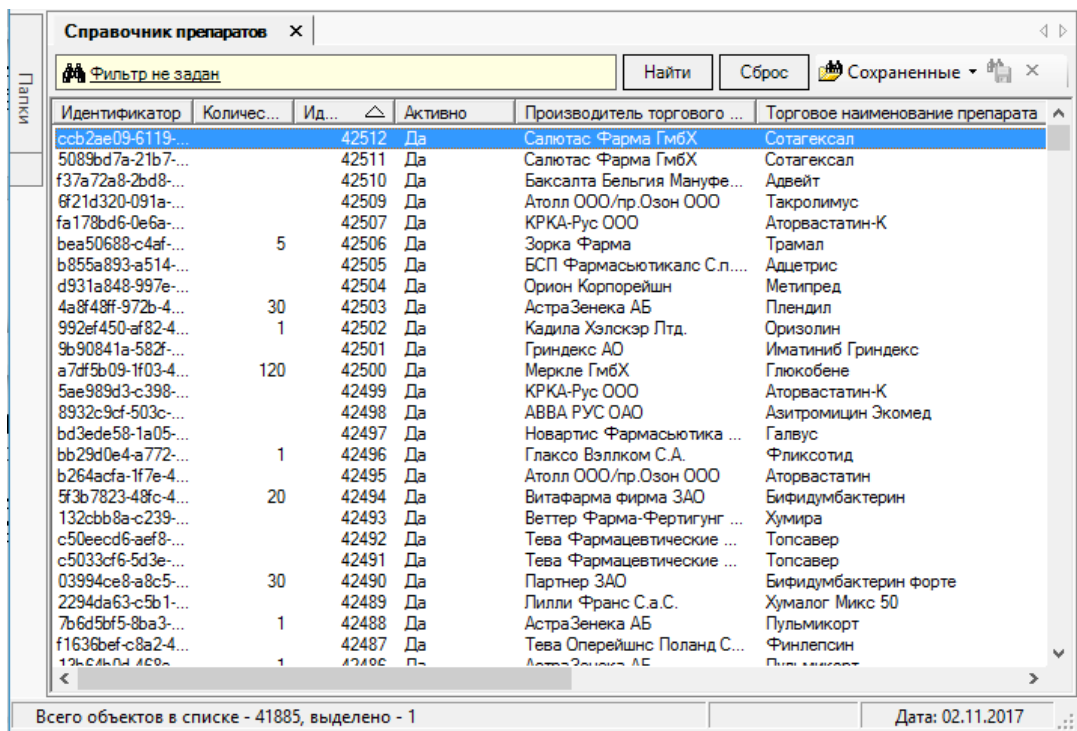 Справочник препаратов
Папки
Фильтр не задан Найти Сброс Сохраненные
Идентификатор Количес... Ид... Активно Производитель торгового ... Торговое наименование препарата
ccb2ae09-6119-... 42512 Да Салютас Фарма ГмбХ Сотагексал
5089bd7a-21b7-... 42511 Да Салютас Фарма ГмбХ Сотагексал
f37a72a8-2bd8-... 42510 Да Баксалта Бельгия Мануфе... Адвейт
6f21d320-091a-... 42509 Да Атолл ООО/пр.Озон ООО Такролимус
fa178bd6-0e6a-... 42507 Да КРКА-Рус ООО Аторвастатин-К
bea50688-c4af-... 5 42506 Да Зорка Фарма Трамал
b855a893-a514-... 42505 Да БСП Фармасьютикалс С.п.... Адцетрис
d931a848-997e-... 42504 Да Орион Корпорейшн Метипред
4a8f48ff-972b-4... 30 42503 Да АстраЗенека АБ Плендил
992ef450-af82-4... 1 42502 Да Кадила Хэлскэр Лтд. Оризолин
9b90841a-582f-... 42501 Да Гриндекс АО Иматиниб Гриндекс
a7df5b09-1f03-4... 120 42500 Да Меркле ГмбХ Глюкобене
5ae989d3-c398-... 42499 Да КРКА-Рус ООО Аторвастатин-К
8932c9cf-503c-... 42498 Да АВВА РУС ОАО Азитромицин Экомед
bd3ede58-1a05-... 42497 Да Новартис Фармасьютика ... Галвус
bb29d0e4-a772-... 1 42496 Да Глаксо Вэллком С.А. Фликсотид
b264acfa-1f7e-4... 42495 Да Атолл ООО/пр.Озон ООО Аторвастатин
5f3b7823-48fc-4... 20 42494 Да Витафарма фирма ЗАО Бифидумбактерин
132cbb8a-c239-... 42493 Да Веттер Фарма-Фертигунг ... Хумира
c50eecd6-aef8-... 42492 Да Тева Фармацевтические ... Топсавер
c5033cf6-5d3e-... 42491 Да Тева Фармацевтические ... Топсавер
03994ce8-a8c5-... 30 42490 Да Партнер ЗАО Бифидумбактерин форте
2294da63-c5b1-... 42489 Да Лилли Франс С.а.С. Хумалог Микс 50
7b6d5bf5-8ba3-... 1 42488 Да АстраЗенека АБ Пульмикорт
f1636bef-c8a2-4... 42487 Да Тева Оперейшнс Поланд С... Финлепсин
12b64b0d-468e-... 1 42486 Да АстраЗенека АБ Пульмикорт
Всего объектов в списке - 41885, выделено - 1 Дата: 02.11.2017